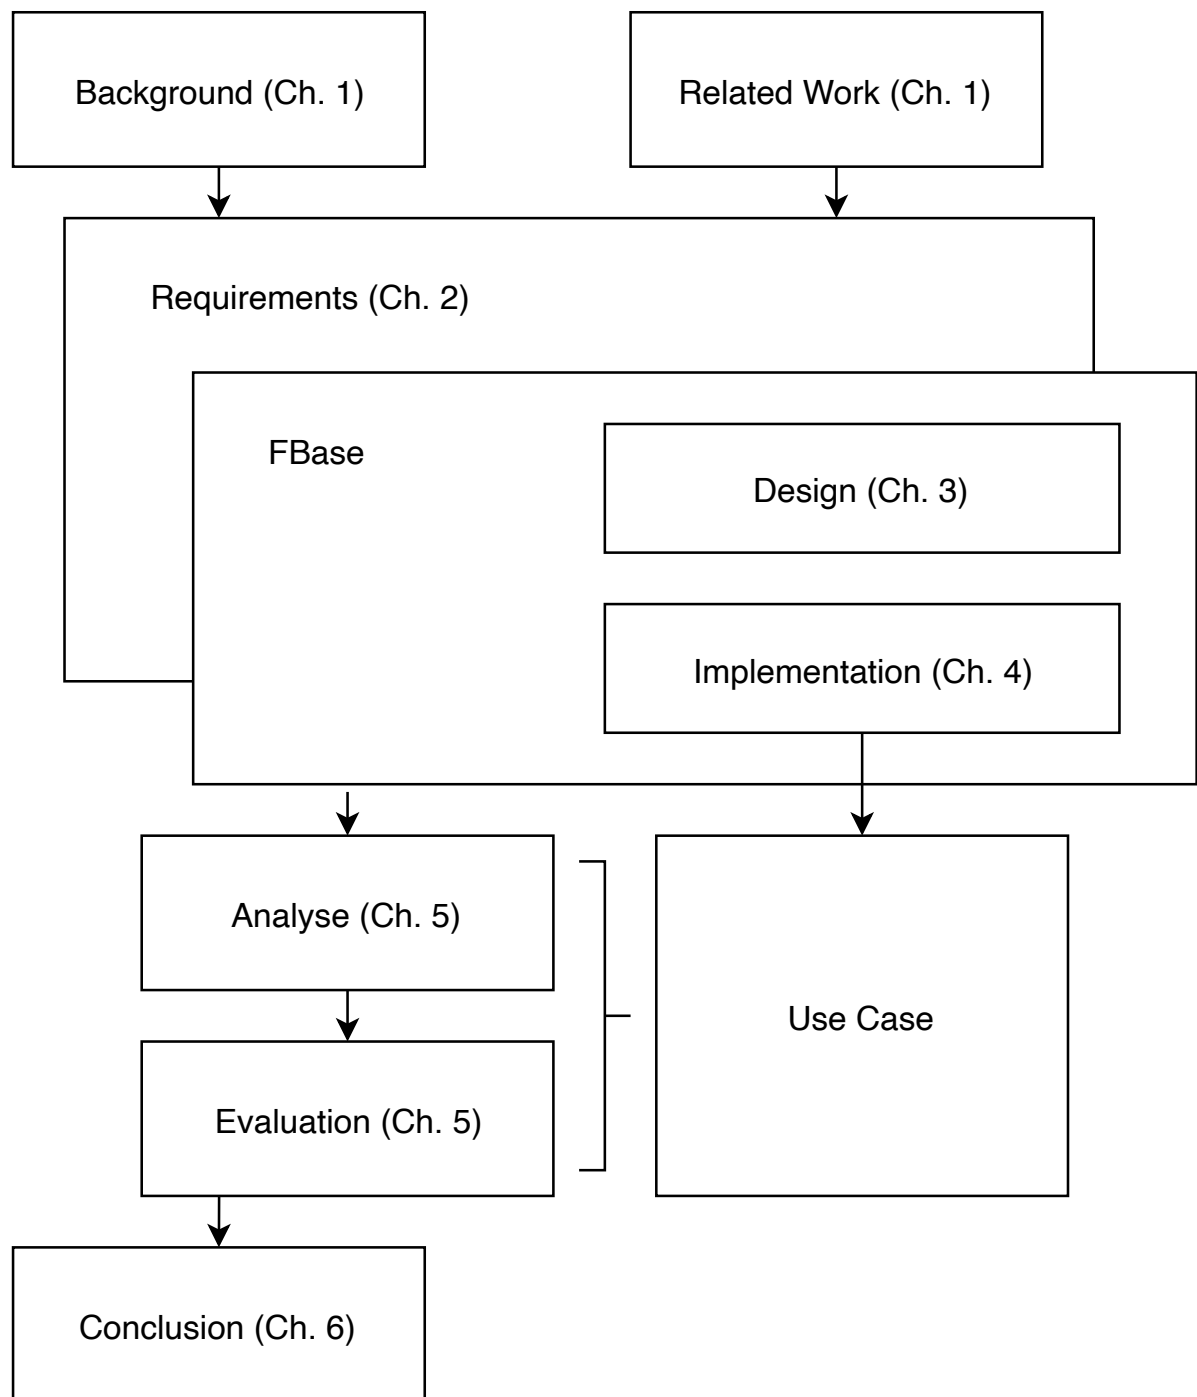 Background (Ch. 1)
Related Work (Ch. 1)
Requirements (Ch. 2)
FBase
Design (Ch. 3)
Implementation (Ch. 4)
Analyse (Ch. 5)
Use Case
Evaluation (Ch. 5)
Conclusion (Ch. 6)